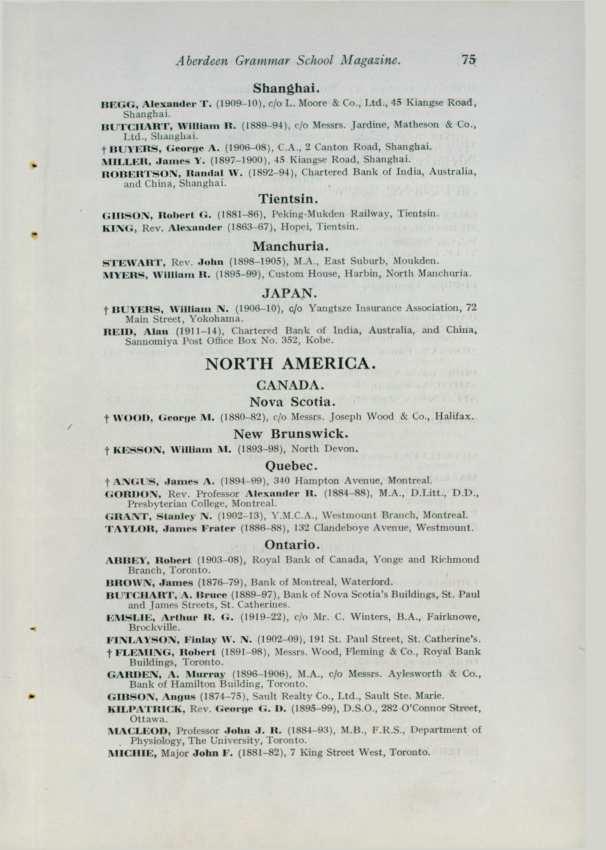 Aberdeen Grammar School Magazine. 75
Shanghai.
BEGG, Alexander T. (1909-10), c/o L. Moore & Co., Ltd., 45 Kiangse Road,
Shanghai.
BUTCHART, William R. (1889-94), c/o Messrs. Jardine, Matheson & Co.,
Ltd., Shanghai.
† BUYERS, George A. (1906-08), C.A., 2 Canton Road, Shanghai.
MILLER, James Y. (1897-1900), 45 Kiangse Road, Shanghai.
ROBERTSON, Randal W. (1892-94), Chartered Bank of India, Australia,
and China, Shanghai.
Tientsin.
GIBSON, Robert G. (1881-86), Peking-Mukden Railway, Tientsin.
KING, Rev. Alexander (1863-67), Hopei, Tientsin.
Manchuria.
STEWART, Rev. John (1898-1905), M.A., East Suburb, Moukden.
MYERS, William R. (1895-99), Custom House, Harbin, North Manchuria.
JAPAN.
† BUYERS, William N. (1906-10), c/o Yangtsze Insurance Association, 72
Main Street, Yokohama.
REID, Alan (1911-14), Chartered Bank of India, Australia, and China,
Sannomiya Post Office Box No. 352, Kobe.
NORTH AMERICA.
CANADA.
Nova Scotia.
† WOOD, George M. (1880-82), c/o Messrs. Joseph Wood & Co., Halifax.
New Brunswick.
† KESSON, William M. (1893-98), North Devon.
Quebec.
† ANGUS, James A. (1894-99), 340 Hampton Avenue, Montreal.
GORDON, Rev. Professor Alexander R. (1884-88), M.A., D.Litt., D.D.,
Presbyterian College, Montreal.
GRANT, Stanley N. (1902-13), Y.M.C.A., Westmount Branch, Montreal.
TAYLOR, James Frater (1886-88), 132 Clandeboye Avenue, Westmount.
Ontario.
ABBEY, Robert (1903-08), Royal Bank of Canada, Yonge and Richmond
Branch, Toronto.
BROWN, James (1876-79), Bank of Montreal, Waterford.
BUTCHART, A. Bruce (1889-97), Bank of Nova Scotia's Buildings, St. Paul
and James Streets, St. Catherines.
EMSLIE, Arthur R. G. (1919-22), c/o Mr. C. Winters, B.A., Fairknowe,
Brockville.
FINLAYSON, Finlay W. N. (1902-09), 191 St. Paul Street, St. Catherine's.
† FLEMING, Robert (1891-98), Messrs. Wood, Fleming & Co., Royal Bank
Buildings, Toronto.
GARDEN, A. Murray (1896-1906), M.A., c/o Messrs. Aylesworth & Co.,
Bank of Hamilton Building, Toronto.
GIBSON, Angus (1874-75), Sault Realty Co., Ltd., Sault Ste. Marie.
KILPATRICK, Rev. George G. D. (1895-99), D.S.O., 282 O'Connor Street,
Ottawa.
MACLEOD, Professor John J. R. (1884-93), M.B., F.R.S., Department of
Physiology, The University, Toronto.
MICHIE, Major John F. (1881-82), 7 King Street West, Toronto.